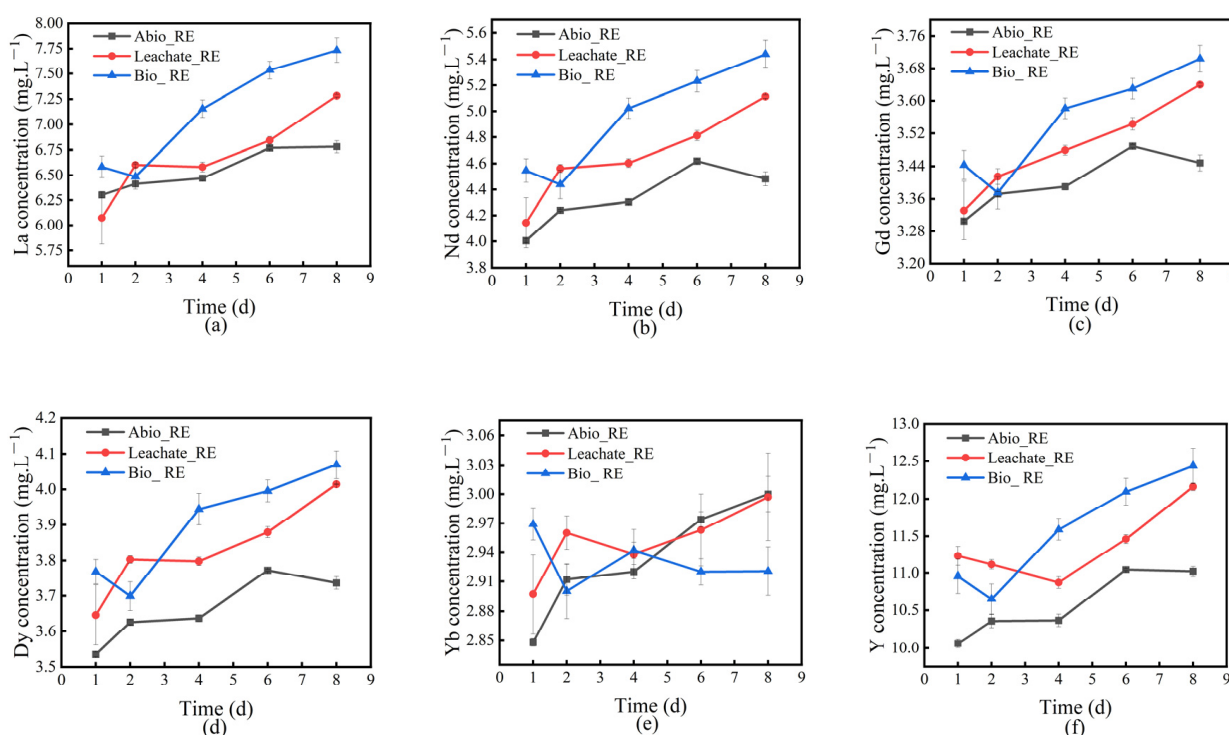 8.00
7.75
7.50
7.25
7.00
6.75
6.50
6.25
6.00
5.75
La concentration (mg.L⁻¹)
Abio_RE
Leachate_RE
Bio_ RE
0 1 2 3 4 5 6 7 8 9
Time (d)
(a)
5.6
5.4
5.2
5.0
4.8
4.6
4.4
4.2
4.0
3.8
Nd concentration (mg.L⁻¹)
Abio_RE
Leachate_RE
Bio_ RE
0 1 2 3 4 5 6 7 8 9
Time (d)
(b)
3.76
3.68
3.60
3.52
3.44
3.36
3.28
3.20
Gd concentration (mg.L⁻¹)
Abio_RE
Leachate_RE
Bio_ RE
0 1 2 3 4 5 6 7 8
Time (d)
(c)
4.2
4.1
4.0
3.9
3.8
3.7
3.6
3.5
Dy concentration (mg.L⁻¹)
Abio_RE
Leachate_RE
Bio_ RE
0 1 2 3 4 5 6 7 8 9
Time (d)
(d)
3.06
3.03
3.00
2.97
2.94
2.91
2.88
2.85
Yb concentration (mg.L⁻¹)
Abio_RE
Leachate_RE
Bio_ RE
0 1 2 3 4 5 6 7 8 9
Time (d)
(e)
13.0
12.5
12.0
11.5
11.0
10.5
10.0
Y concentration (mg.L⁻¹)
Abio_RE
Leachate_RE
Bio_ RE
0 1 2 3 4 5 6 7 8 9
Time (d)
(f)